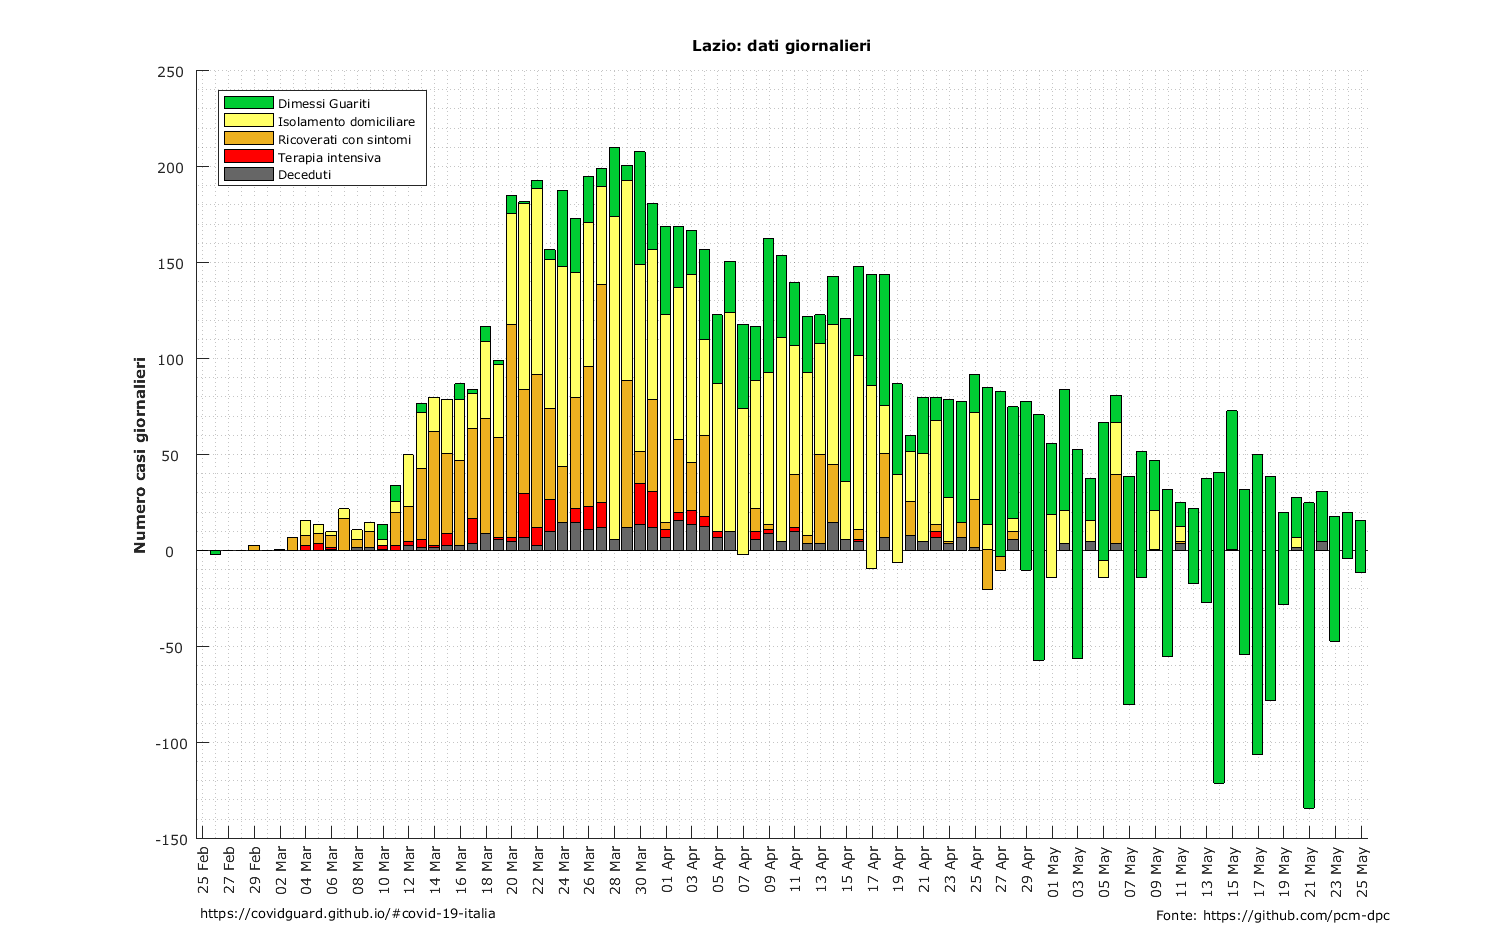 Lazio: dati giornalieri
250
200
150
100
50
0
-50
-100
-150
Numero casi giornalieri
Dimessi Guariti
Isolamento domiciliare
Ricoverati con sintomi
Terapia intensiva
Deceduti
25 Feb
27 Feb
29 Feb
02 Mar
04 Mar
06 Mar
08 Mar
10 Mar
12 Mar
14 Mar
16 Mar
18 Mar
20 Mar
22 Mar
24 Mar
26 Mar
28 Mar
30 Mar
01 Apr
03 Apr
05 Apr
07 Apr
09 Apr
11 Apr
13 Apr
15 Apr
17 Apr
19 Apr
21 Apr
23 Apr
25 Apr
27 Apr
29 Apr
01 May
03 May
05 May
07 May
09 May
11 May
13 May
15 May
17 May
19 May
21 May
23 May
25 May
https://covidguard.github.io/#covid-19-italia
Fonte: https://github.com/pcm-dpc